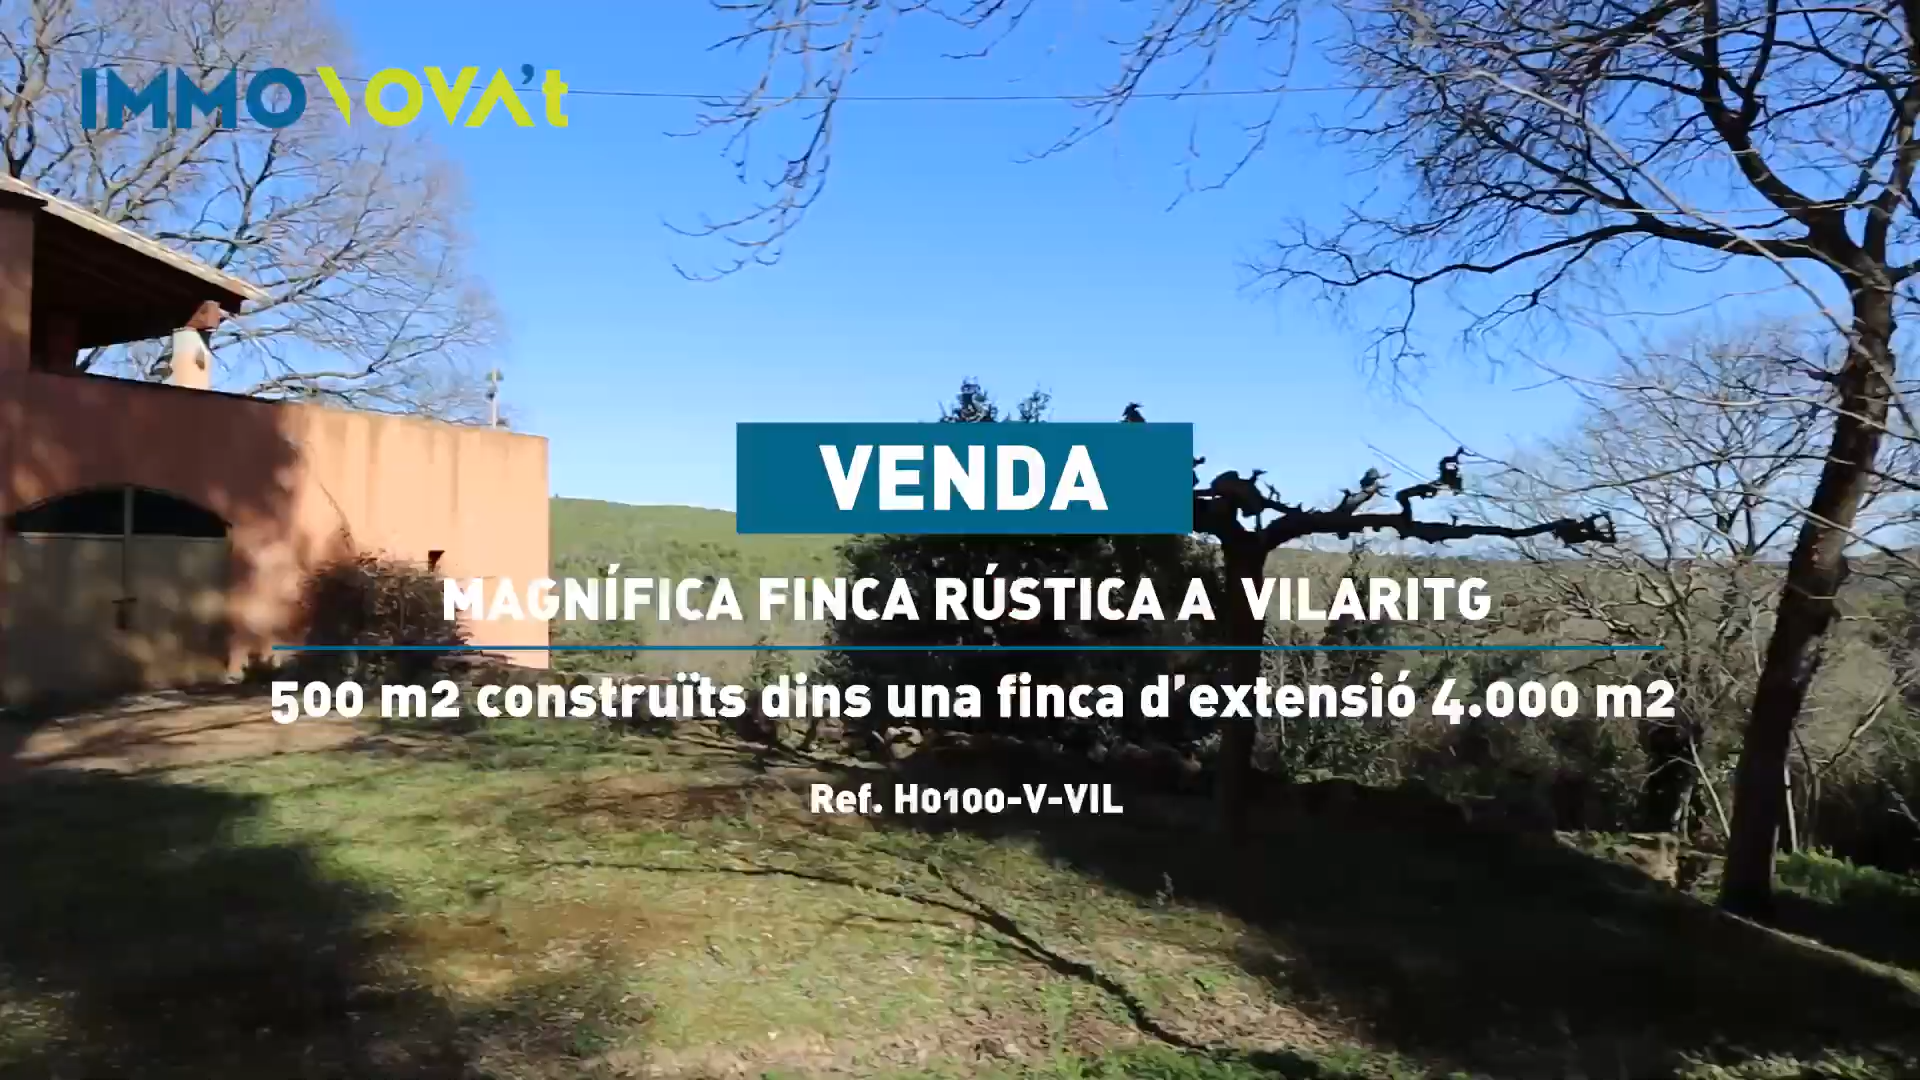 IMMONOVA't
VENDA
MAGNÍFICA FINCA RÚSTICA A VILARITG
500 m2 construïts dins una finca d'extensió 4.000 m2
Ref. H0100-V-VIL